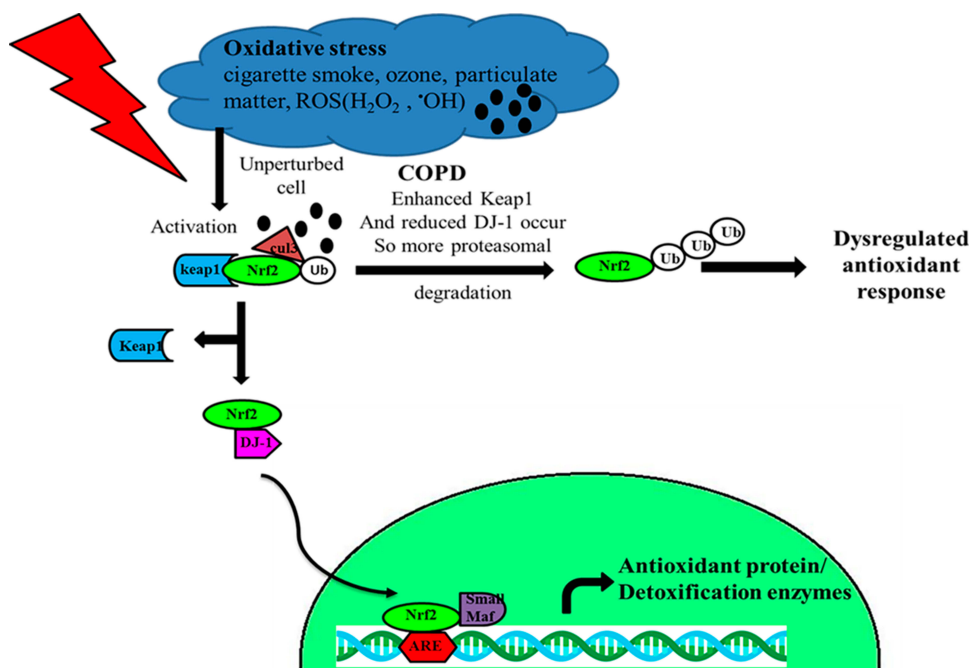 Oxidative stress
cigarette smoke, ozone, particulate
matter, ROS(H₂O₂ , •OH)
Unperturbed
cell
Activation
COPD
Enhanced Keap1
And reduced DJ-1 occur
So more proteasomal
degradation
cul3
keap1
Nrf2
Ub
Nrf2
Ub
Ub
Ub
Dysregulated
antioxidant
response
Keap1
Nrf2
DJ-1
Antioxidant protein/
Detoxification enzymes
Nrf2
Small
Maf
ARE